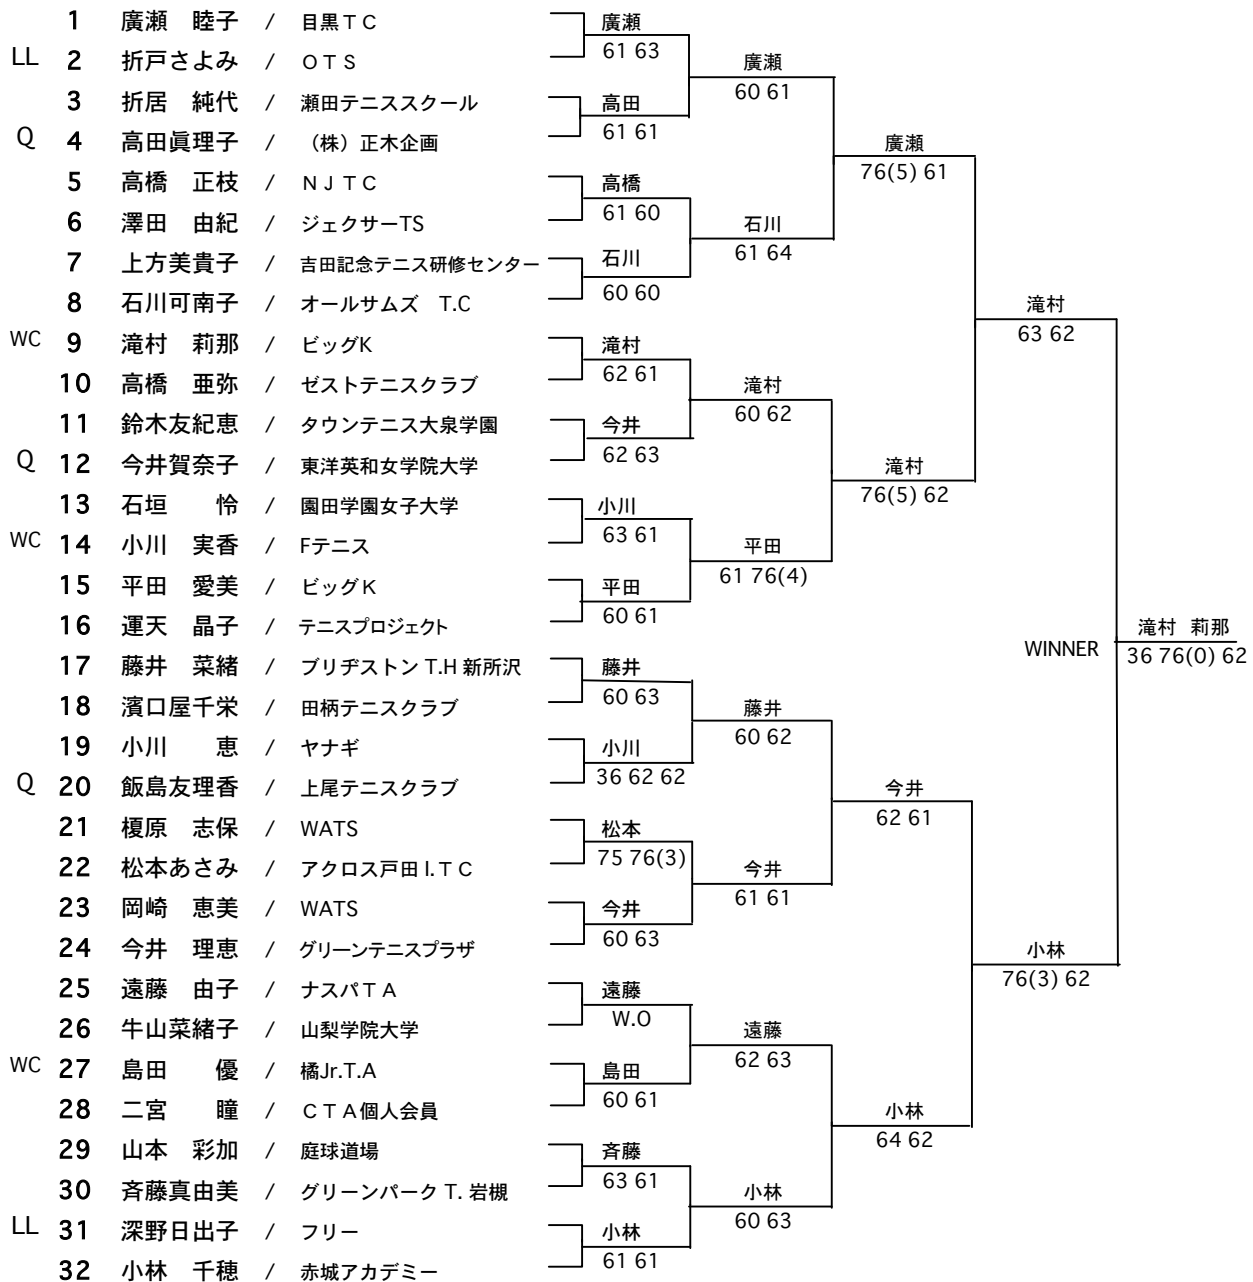 1 廣瀬　睦子 / 目黒ＴＣ
LL 2 折戸さよみ / ＯＴＳ
3 折居　純代 / 瀬田テニススクール
Q 4 高田眞理子 / （株）正木企画
5 高橋　正枝 / ＮＪＴＣ
6 澤田　由紀 / ジェクサーTS
7 上方美貴子 / 吉田記念テニス研修センター
8 石川可南子 / オールサムズ　T.C
WC 9 滝村　莉那 / ビッグK
10 高橋　亜弥 / ゼストテニスクラブ
11 鈴木友紀恵 / タウンテニス大泉学園
Q 12 今井賀奈子 / 東洋英和女学院大学
13 石垣　怜 / 園田学園女子大学
WC 14 小川　実香 / Fテニス
15 平田　愛美 / ビッグＫ
16 運天　晶子 / テニスプロジェクト
17 藤井　菜緒 / ブリヂストン T.H 新所沢
18 濱口屋千栄 / 田柄テニスクラブ
19 小川　恵 / ヤナギ
Q 20 飯島友理香 / 上尾テニスクラブ
21 榎原　志保 / WATS
22 松本あさみ / アクロス戸田 I.ＴＣ
23 岡崎　恵美 / WATS
24 今井　理恵 / グリーンテニスプラザ
25 遠藤　由子 / ナスパＴＡ
26 牛山菜緒子 / 山梨学院大学
WC 27 島田　優 / 橘Jr.T.A
28 二宮　瞳 / ＣＴＡ個人会員
29 山本　彩加 / 庭球道場
30 斉藤真由美 / グリーンパーク T. 岩槻
LL 31 深野日出子 / フリー
32 小林　千穂 / 赤城アカデミー
廣瀬
61 63
高田
61 61
高橋
61 60
石川
60 60
滝村
62 61
今井
62 63
小川
63 61
平田
60 61
藤井
60 63
小川
36 62 62
松本
75 76(3)
今井
60 63
遠藤
W.O
島田
60 61
斉藤
63 61
小林
61 61
廣瀬
60 61
石川
61 64
滝村
60 62
平田
61 76(4)
藤井
60 62
今井
61 61
遠藤
62 63
小林
60 63
廣瀬
76(5) 61
滝村
76(5) 62
今井
62 61
小林
64 62
滝村
63 62
小林
76(3) 62
WINNER
滝村　莉那
36 76(0) 62